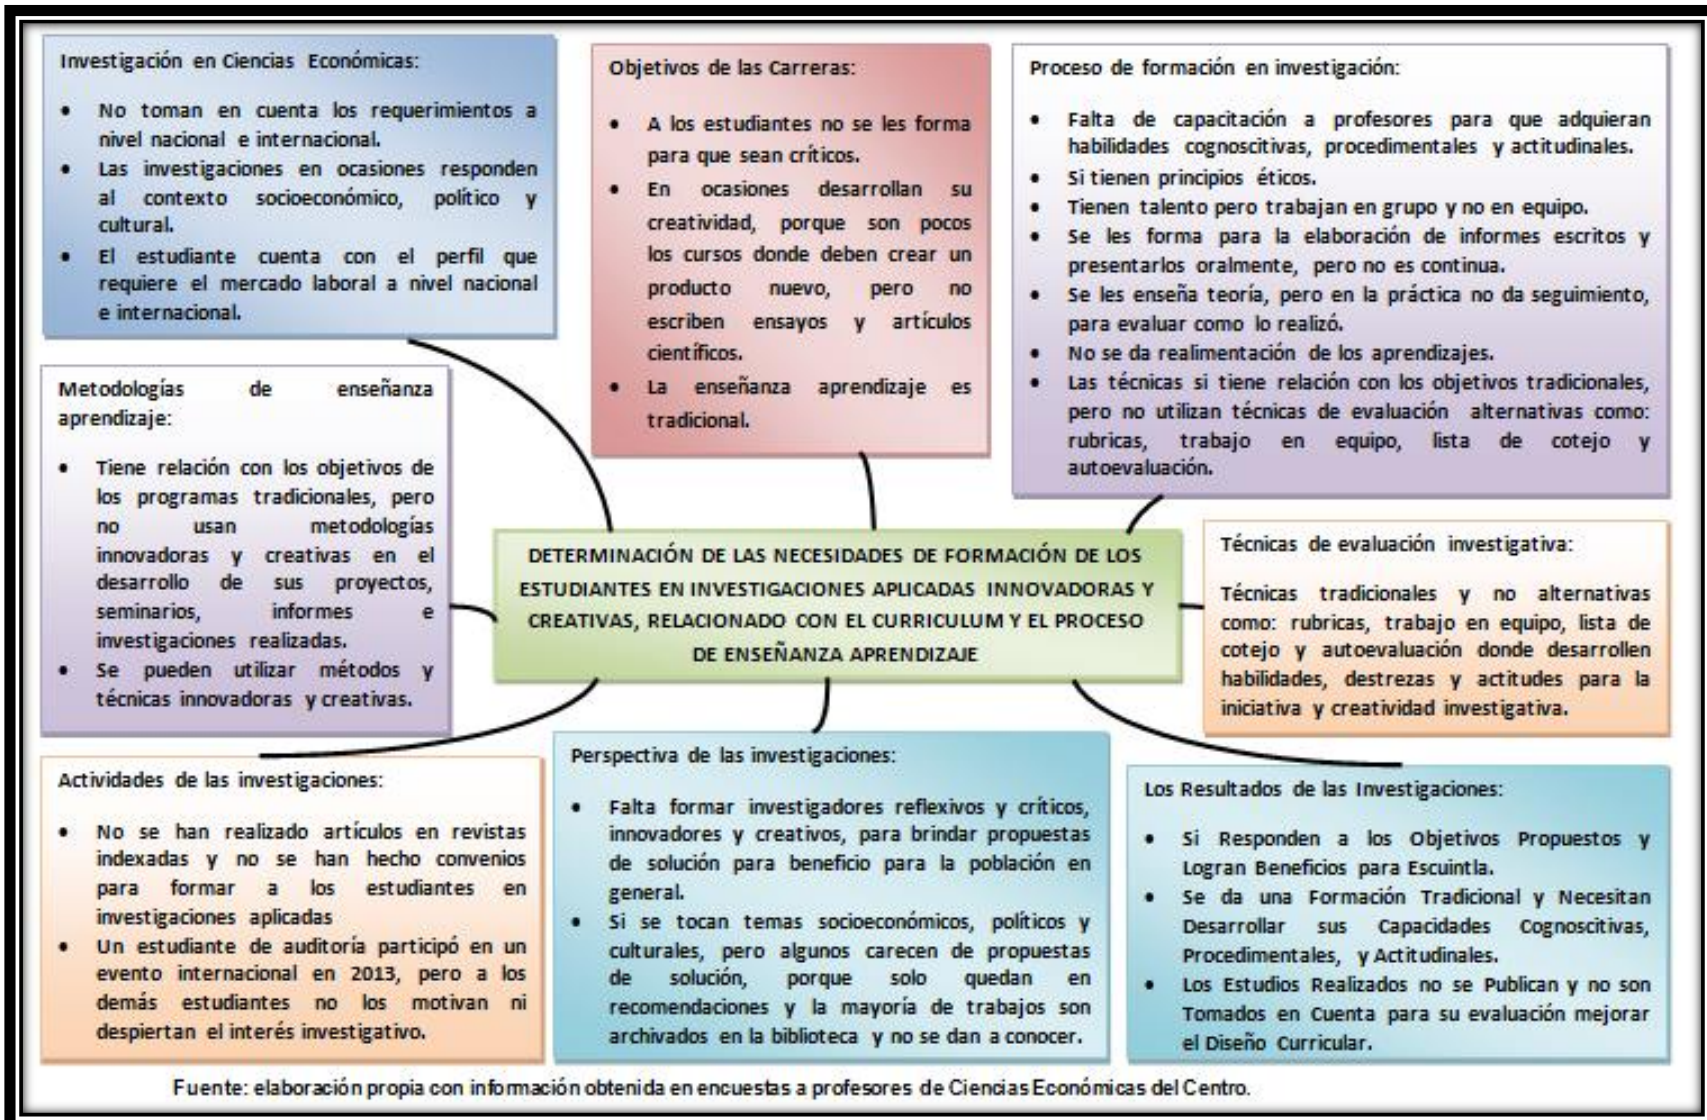 Investigación en Ciencias Económicas:
• No toman en cuenta los requerimientos a
nivel nacional e internacional.
• Las investigaciones en ocasiones responden
al contexto socioeconómico, político y
cultural.
• El estudiante cuenta con el perfil que
requiere el mercado laboral a nivel nacional
e internacional.
Objetivos de las Carreras:
• A los estudiantes no se les forma
para que sean críticos.
• En ocasiones desarrollan su
creatividad, porque son pocos
los cursos donde deben crear un
producto nuevo, pero no
escriben ensayos y artículos
científicos.
• La enseñanza aprendizaje es
tradicional.
Proceso de formación en investigación:
• Falta de capacitación a profesores para que adquieran
habilidades cognoscitivas, procedimentales y actitudinales.
• Si tienen principios éticos.
• Tienen talento pero trabajan en grupo y no en equipo.
• Se les forma para la elaboración de informes escritos y
presentarlos oralmente, pero no es continua.
• Se les enseña teoría, pero en la práctica no da seguimiento,
para evaluar como lo realizó.
• No se da realimentación de los aprendizajes.
• Las técnicas si tiene relación con los objetivos tradicionales,
pero no utilizan técnicas de evaluación alternativas como:
rubricas, trabajo en equipo, lista de cotejo y
autoevaluación.
Metodologías de enseñanza
aprendizaje:
• Tiene relación con los objetivos de
los programas tradicionales, pero
no usan metodologías
innovadoras y creativas en el
desarrollo de sus proyectos,
seminarios, informes e
investigaciones realizadas.
• Se pueden utilizar métodos y
técnicas innovadoras y creativas.
DETERMINACIÓN DE LAS NECESIDADES DE FORMACIÓN DE LOS
ESTUDIANTES EN INVESTIGACIONES APLICADAS INNOVADORAS Y
CREATIVAS, RELACIONADO CON EL CURRICULUM Y EL PROCESO
DE ENSEÑANZA APRENDIZAJE
Técnicas de evaluación investigativa:
Técnicas tradicionales y no alternativas
como: rubricas, trabajo en equipo, lista de
cotejo y autoevaluación donde desarrollen
habilidades, destrezas y actitudes para la
iniciativa y creatividad investigativa.
Actividades de las investigaciones:
• No se han realizado artículos en revistas
indexadas y no se han hecho convenios
para formar a los estudiantes en
investigaciones aplicadas
• Un estudiante de auditoría participó en un
evento internacional en 2013, pero a los
demás estudiantes no los motivan ni
despiertan el interés investigativo.
Perspectiva de las investigaciones:
• Falta formar investigadores reflexivos y críticos,
innovadores y creativos, para brindar propuestas
de solución para beneficio para la población en
general.
• Si se tocan temas socioeconómicos, políticos y
culturales, pero algunos carecen de propuestas
de solución, porque solo quedan en
recomendaciones y la mayoría de trabajos son
archivados en la biblioteca y no se dan a conocer.
Los Resultados de las Investigaciones:
• Si Responden a los Objetivos Propuestos y
Logran Beneficios para Escuintla.
• Se da una Formación Tradicional y Necesitan
Desarrollar sus Capacidades Cognoscitivas,
Procedimentales, y Actitudinales.
• Los Estudios Realizados no se Publican y no son
Tomados en Cuenta para su evaluación mejorar
el Diseño Curricular.
Fuente: elaboración propia con información obtenida en encuestas a profesores de Ciencias Económicas del Centro.